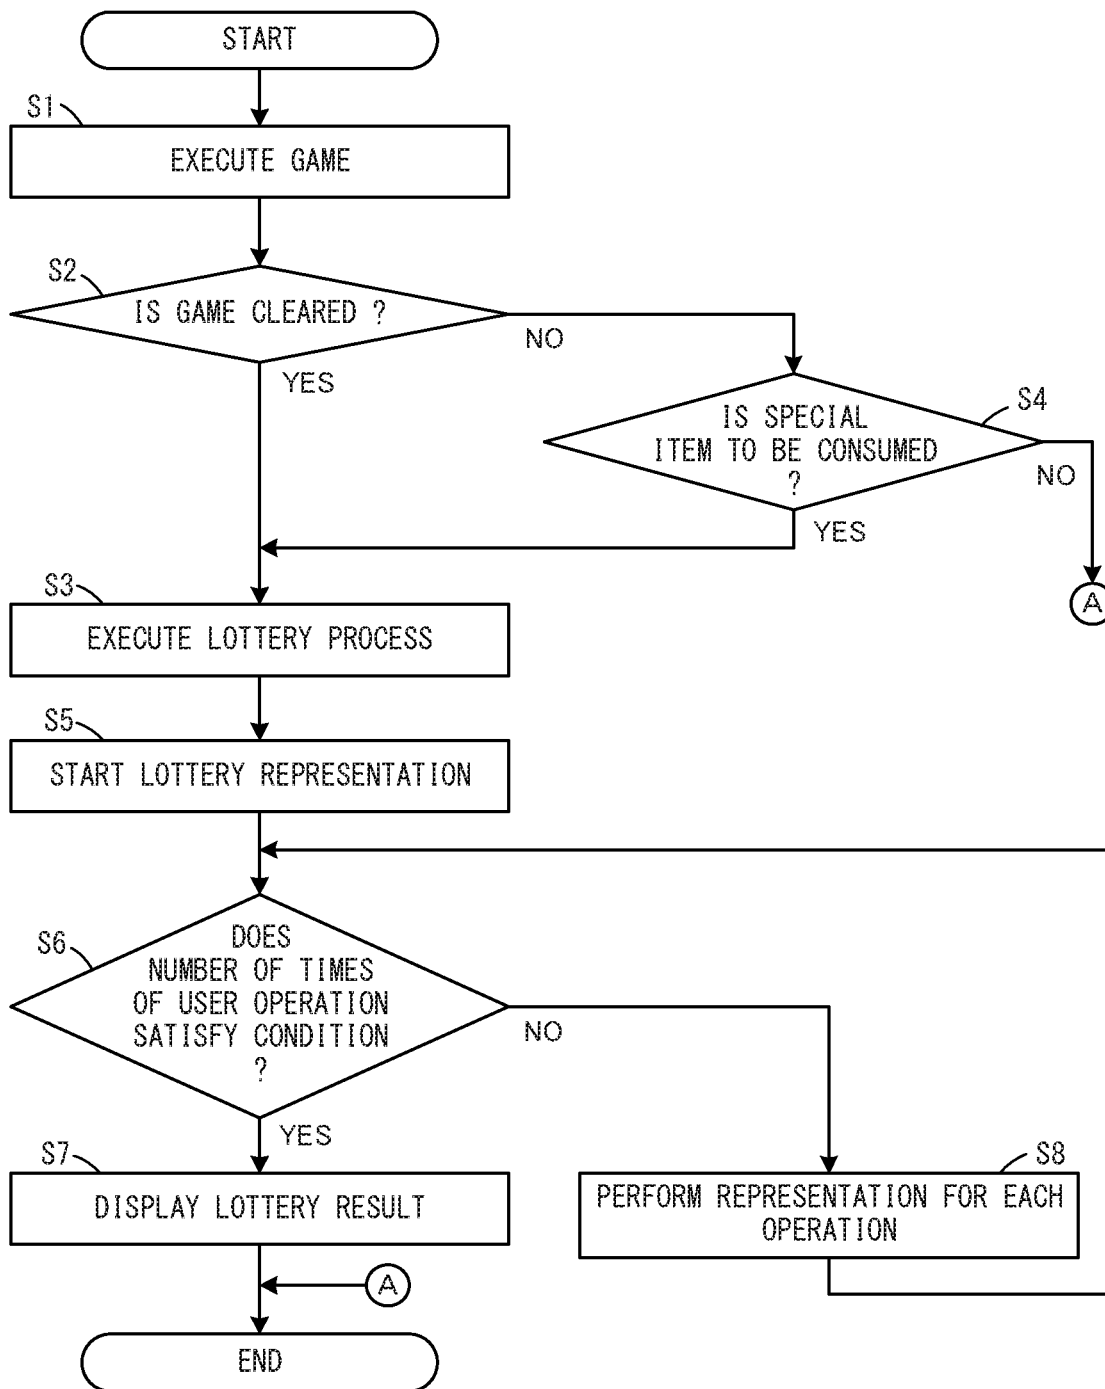 START
S1
EXECUTE GAME
S2
IS GAME CLEARED ?
NO
YES
S4
IS SPECIAL
ITEM TO BE CONSUMED
?
NO
YES
A
S3
EXECUTE LOTTERY PROCESS
S5
START LOTTERY REPRESENTATION
S6
DOES
NUMBER OF TIMES
OF USER OPERATION
SATISFY CONDITION
?
NO
YES
S7
DISPLAY LOTTERY RESULT
S8
PERFORM REPRESENTATION FOR EACH
OPERATION
A
END